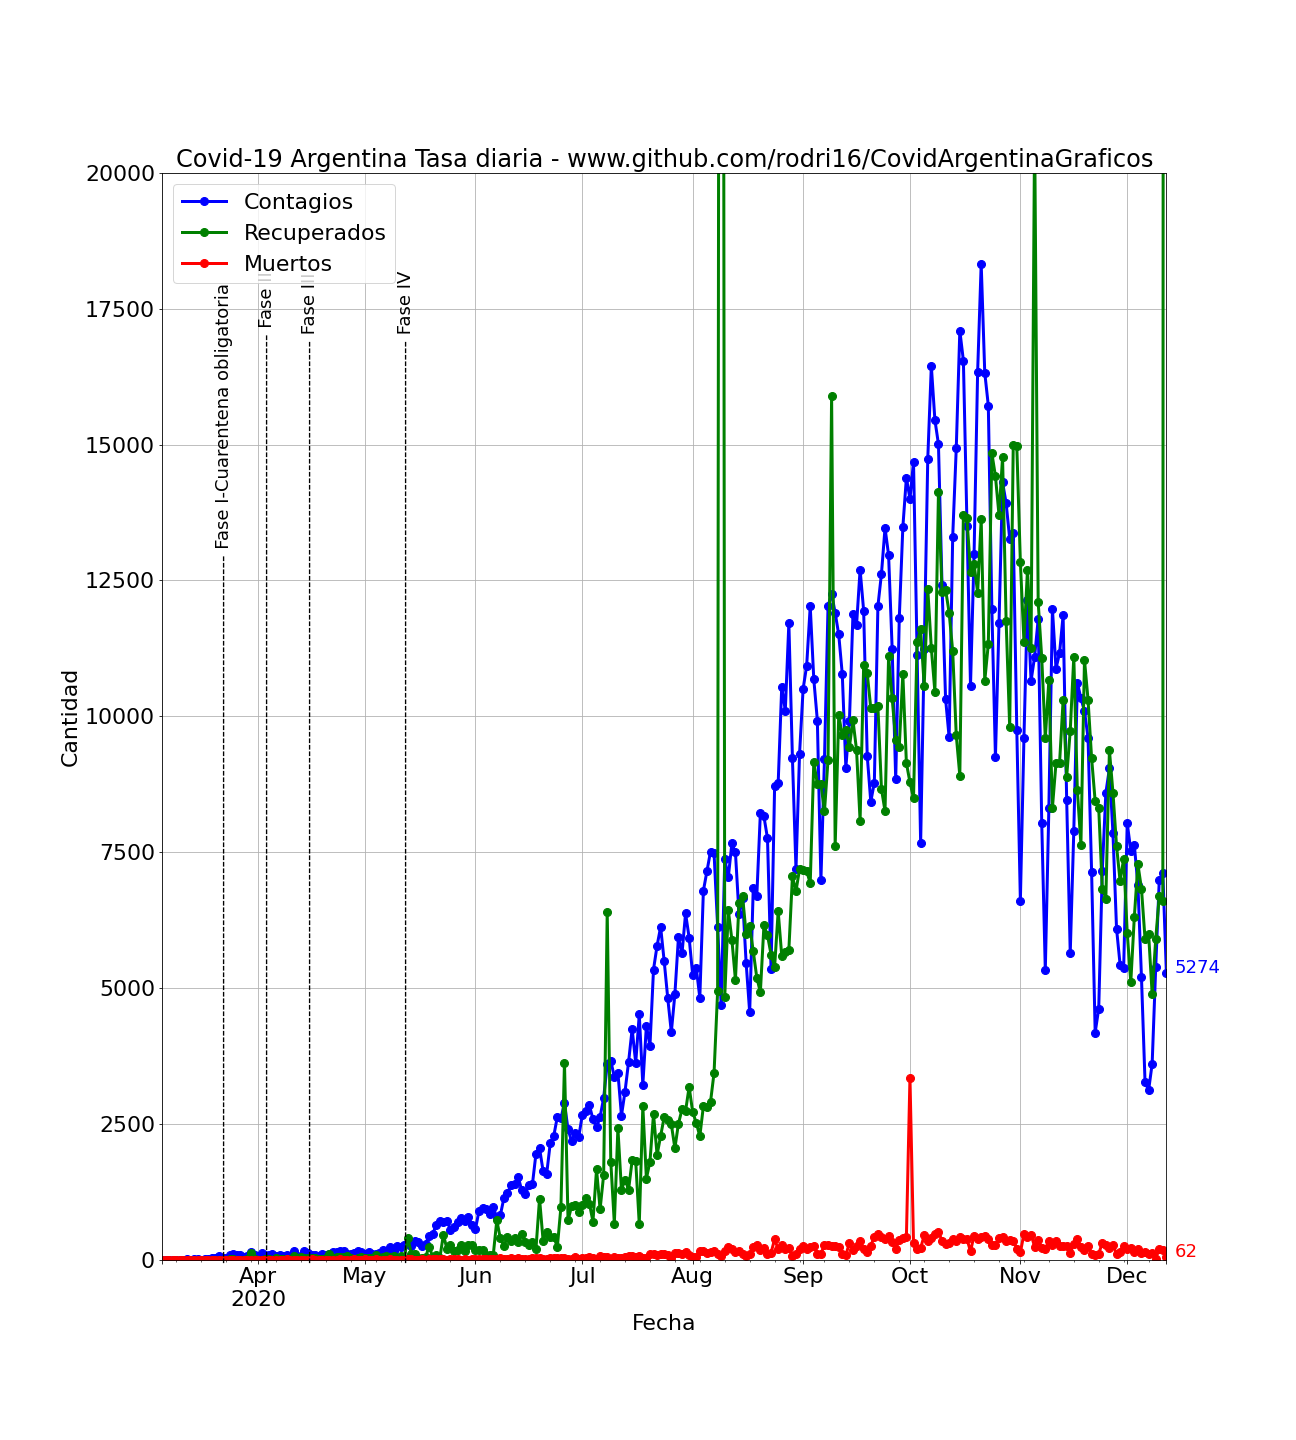 Covid-19 Argentina Tasa diaria - www.github.com/rodri16/CovidArgentinaGraficos
20000
17500
15000
12500
10000
7500
5000
2500
0
Cantidad
Contagios
Recuperados
Muertos
Fase I-Cuarentena obligatoria
Fase II
Fase III
Fase IV
5274
62
Apr
May
Jun
Jul
Aug
Sep
Oct
Nov
Dec
2020
Fecha